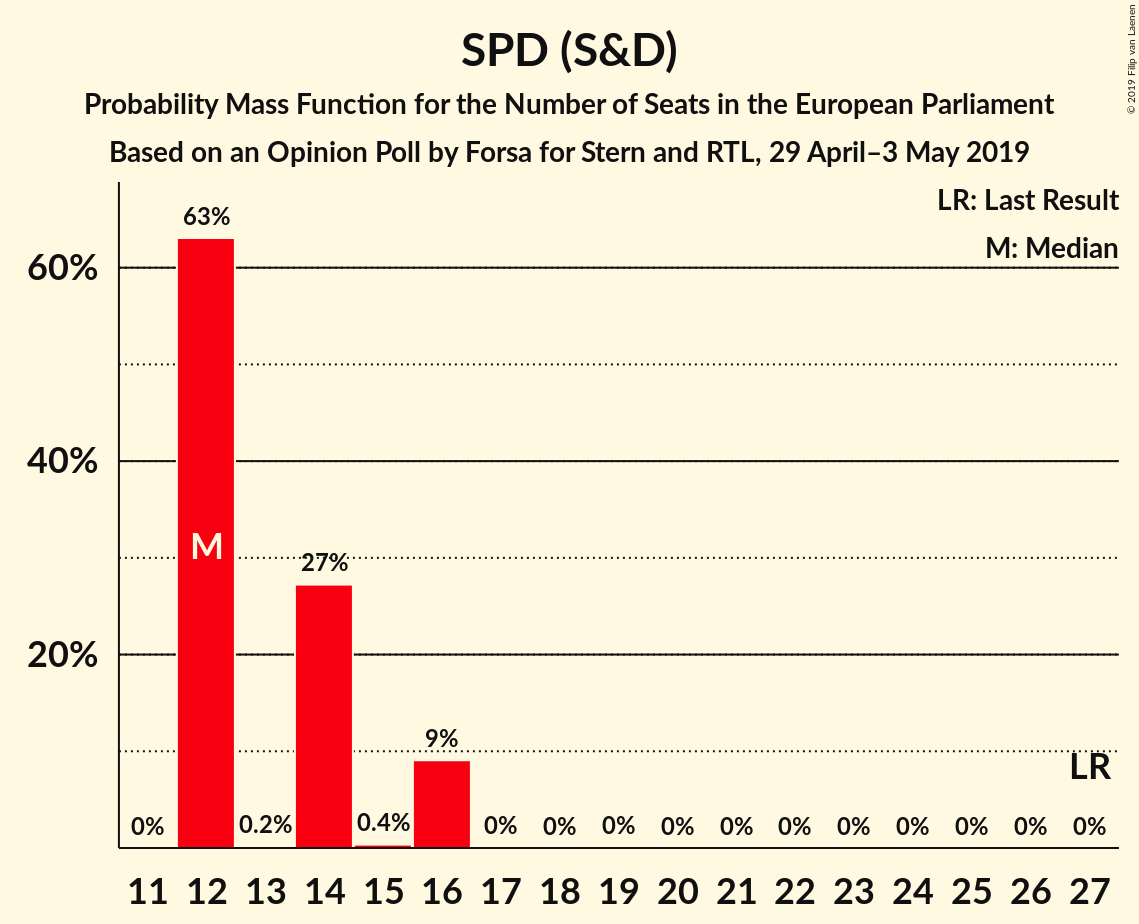 SPD (S&D)
Probability Mass Function for the Number of Seats in the European Parliament
Based on an Opinion Poll by Forsa for Stern and RTL, 29 April–3 May 2019
© 2019 Filip van Laenen
LR: Last Result
M: Median
60%
40%
20%
63%
M
27%
9%
LR
0%
0.2%
0.4%
0%
0%
0%
0%
0%
0%
0%
0%
0%
0%
0%
11 12 13 14 15 16 17 18 19 20 21 22 23 24 25 26 27